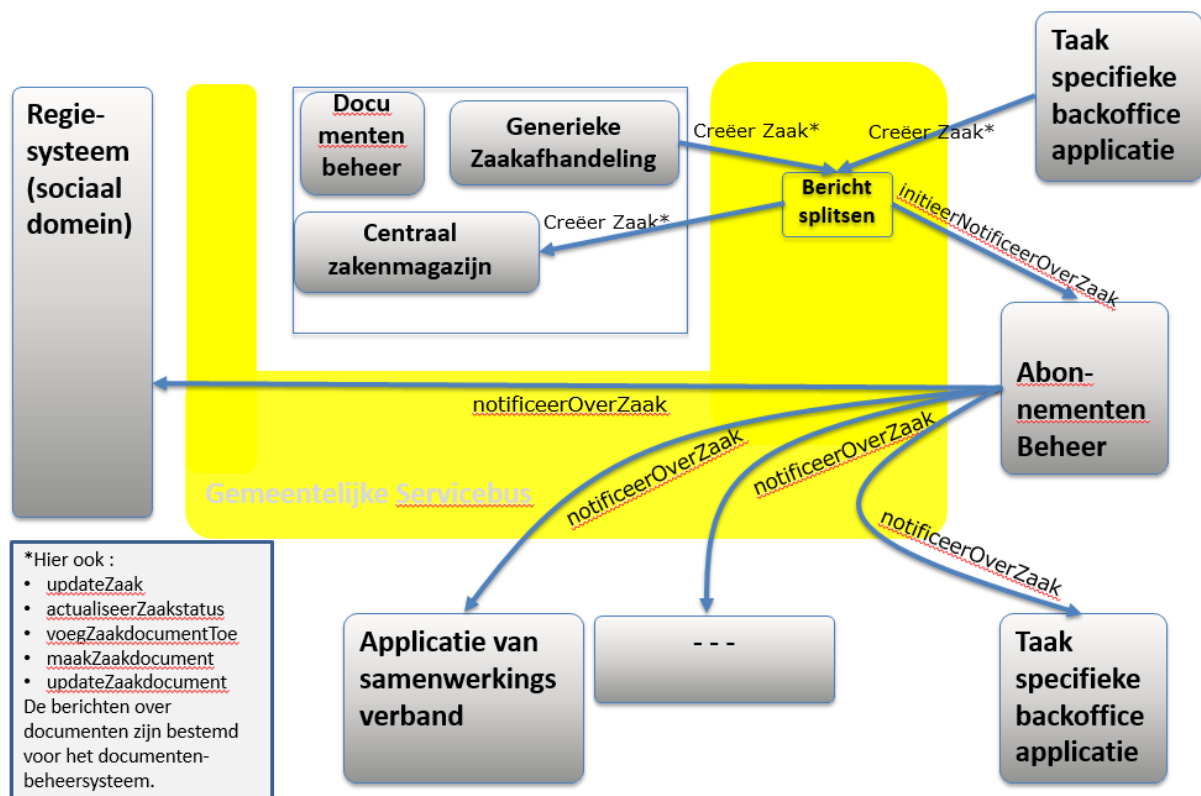 Taak
specifieke
backoffice
applicatie
Regie-
systeem
(sociaal
domein)
Docu
menten
beheer
Generieke
Zaakafhandeling
Creëer Zaak*
Creëer Zaak*
Bericht
splitsen
initieerNotificeerOverZaak
Creëer Zaak*
Centraal
zakenmagazijn
Abon-
nementen
Beheer
notificeerOverZaak
notificeerOverZaak
notificeerOverZaak
notificeerOverZaak
Gemeentelijke Servicebus
*Hier ook :
• updateZaak
• actualiseerZaakstatus
• voegZaakdocumentToe
• maakZaakdocument
• updateZaakdocument
De berichten over
documenten zijn bestemd
voor het documenten-
beheersysteem.
Applicatie van
samenwerkings
verband
- - -
Taak
specifieke
backoffice
applicatie